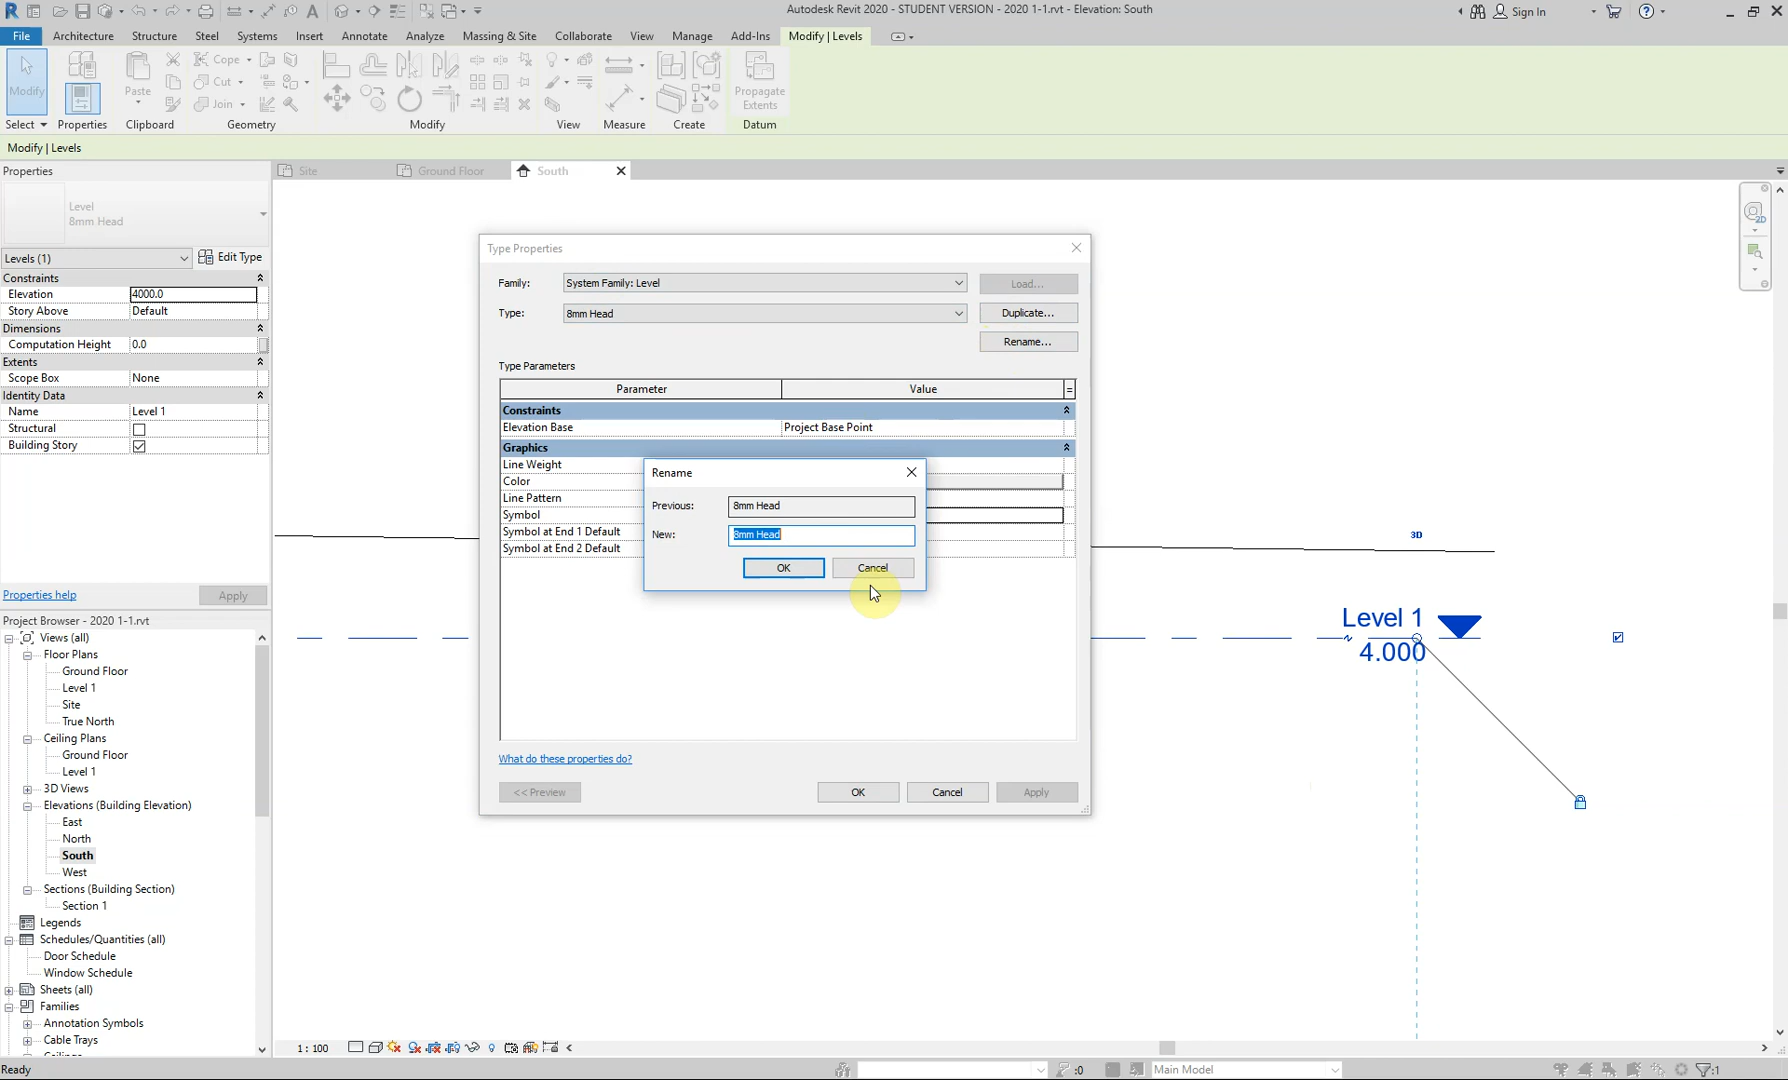 Autodesk Revit 2020 - STUDENT VERSION - 2020 1-1.rvt - Elevation: South
Sign In
File Architecture Structure Steel Systems Insert Annotate Analyze Massing & Site Collaborate View Manage Add-Ins Modify | Levels
Modify
Paste
Cope
Cut
Join
Propagate
Extents
Select Properties Clipboard Geometry Modify View Measure Create Datum
Modify | Levels
Properties
Site
Ground Floor
South
Level
8mm Head
Levels (1)
Edit Type
Constraints
Elevation 4000.0
Story Above Default
Dimensions
Computation Height 0.0
Extents
Scope Box None
Identity Data
Name Level 1
Structural
Building Story
Properties help
Apply
Project Browser - 2020 1-1.rvt
Views (all)
Floor Plans
Ground Floor
Level 1
Site
True North
Ceiling Plans
Ground Floor
Level 1
3D Views
Elevations (Building Elevation)
East
North
South
West
Sections (Building Section)
Section 1
Legends
Schedules/Quantities (all)
Door Schedule
Window Schedule
Sheets (all)
Families
Annotation Symbols
Cable Trays
Type Properties
Family: System Family: Level Load...
Type: 8mm Head Duplicate...
Rename...
Type Parameters
Parameter Value =
Constraints
Elevation Base Project Base Point
Graphics
Line Weight
Color
Line Pattern
Symbol
Symbol at End 1 Default
Symbol at End 2 Default
Rename
Previous: 8mm Head
New: 8mm Head
OK Cancel
What do these properties do?
<< Preview OK Cancel Apply
3D
Level 1
4.000
2D
1 : 100
Ready
:0
Main Model
:1